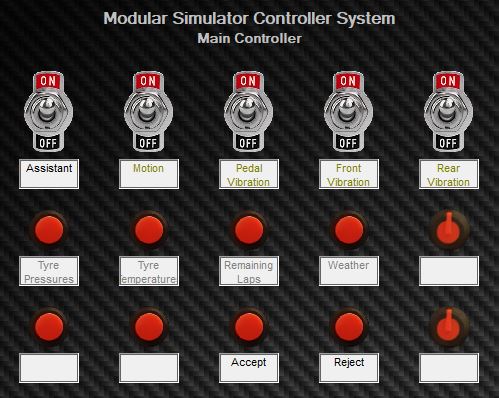 Modular Simulator Controller System
Main Controller
ON ON ON ON ON
OFF OFF OFF OFF OFF
Assistant Motion Pedal Vibration Front Vibration Rear Vibration
Tyre Pressures Tyre Temperature Remaining Laps Weather
Accept Reject